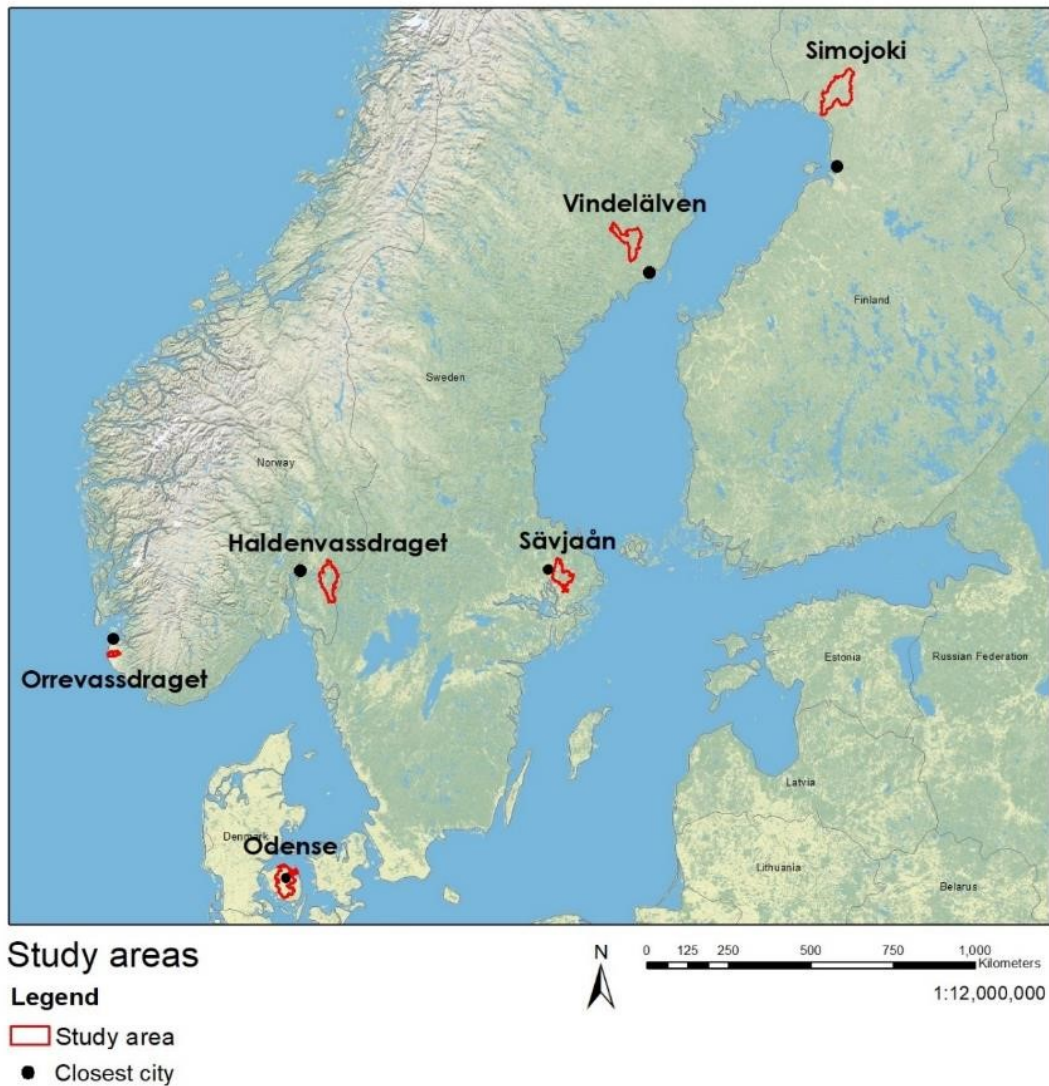 Simojoki
Vindelälven
Finland
Sweden
Norway
Haldenvassdraget
Sävjaån
Orrevassdraget
Estonia
Russian Federation
Latvia
Denmark
Odense
Lithuania
Belarus
Study areas
N
0 125 250 500 750 1,000
Kilometers
1:12,000,000
Legend
Study area
Closest city